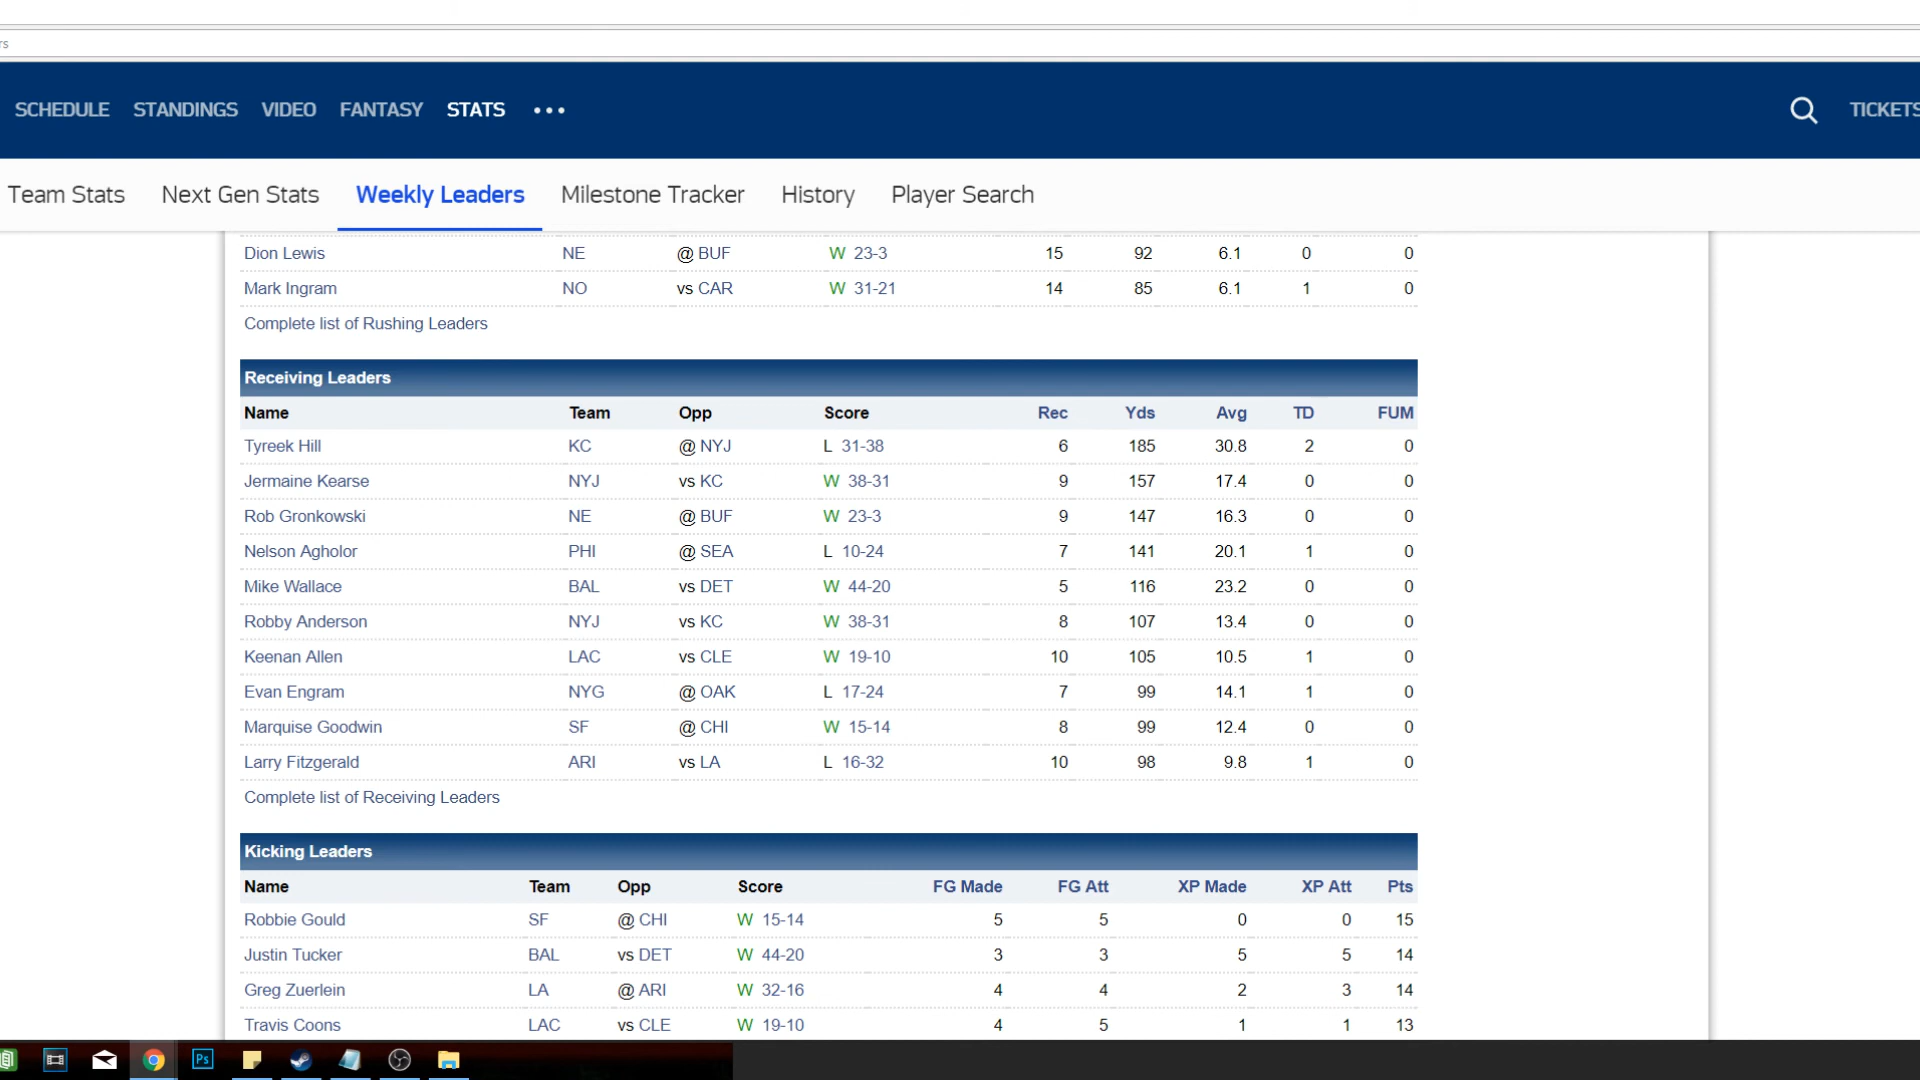 rs
SCHEDULE STANDINGS VIDEO FANTASY STATS ••• TICKETS
Team Stats Next Gen Stats Weekly Leaders Milestone Tracker History Player Search
Dion Lewis NE @ BUF W 23-3 15 92 6.1 0 0
Mark Ingram NO vs CAR W 31-21 14 85 6.1 1 0
Complete list of Rushing Leaders
Receiving Leaders
Name Team Opp Score Rec Yds Avg TD FUM
Tyreek Hill KC @ NYJ L 31-38 6 185 30.8 2 0
Jermaine Kearse NYJ vs KC W 38-31 9 157 17.4 0 0
Rob Gronkowski NE @ BUF W 23-3 9 147 16.3 0 0
Nelson Agholor PHI @ SEA L 10-24 7 141 20.1 1 0
Mike Wallace BAL vs DET W 44-20 5 116 23.2 0 0
Robby Anderson NYJ vs KC W 38-31 8 107 13.4 0 0
Keenan Allen LAC vs CLE W 19-10 10 105 10.5 1 0
Evan Engram NYG @ OAK L 17-24 7 99 14.1 1 0
Marquise Goodwin SF @ CHI W 15-14 8 99 12.4 0 0
Larry Fitzgerald ARI vs LA L 16-32 10 98 9.8 1 0
Complete list of Receiving Leaders
Kicking Leaders
Name Team Opp Score FG Made FG Att XP Made XP Att Pts
Robbie Gould SF @ CHI W 15-14 5 5 0 0 15
Justin Tucker BAL vs DET W 44-20 3 3 5 5 14
Greg Zuerlein LA @ ARI W 32-16 4 4 2 3 14
Travis Coons LAC vs CLE W 19-10 4 5 1 1 13
Ps